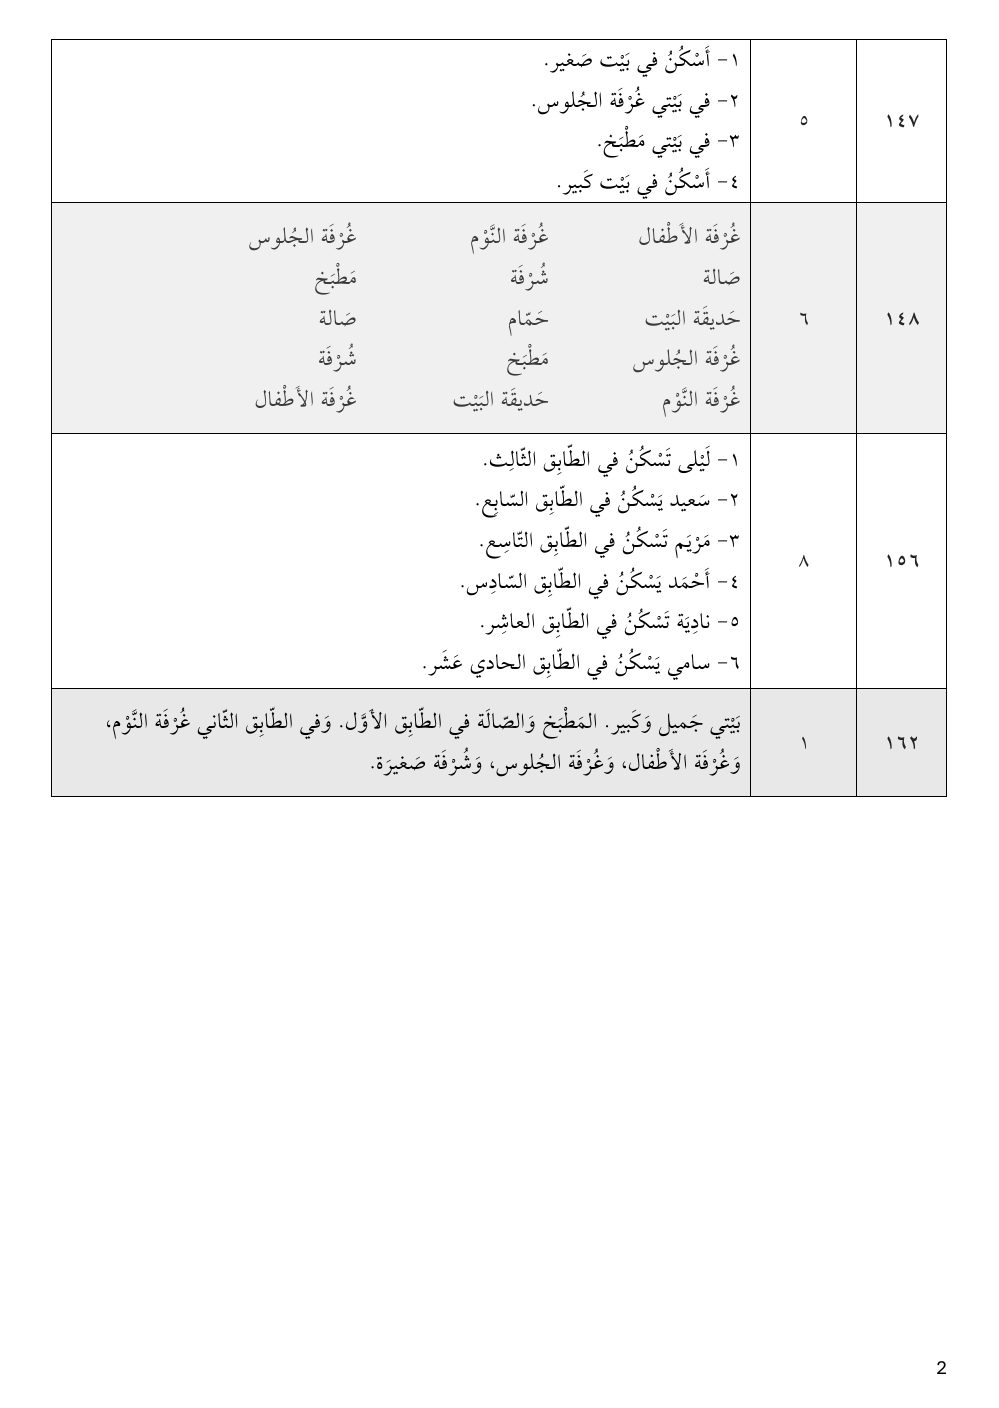 ١٤٧
٥
١- أَسْكُنُ في بَيْت صَغير.
٢- في بَيْتي غُرْفَة الجُلوس.
٣- في بَيْتي مَطْبَخ.
٤- أَسْكُنُ في بَيْت كَبير.
١٤٨
٦
غُرْفَة الأَطْفال غُرْفَة النَّوْم غُرْفَة الجُلوس
صَالة شُرْفَة مَطْبَخ
حَديقَة البَيْت حَمّام صَالة
غُرْفَة الجُلوس مَطْبَخ شُرْفَة
غُرْفَة النَّوْم حَديقَة البَيْت غُرْفَة الأَطْفال
١٥٦
٨
١- لَيْلى تَسْكُنُ في الطّابِق الثّالِث.
٢- سَعيد يَسْكُنُ في الطّابِق السّابِع.
٣- مَرْيَم تَسْكُنُ في الطّابِق التّاسِع.
٤- أَحْمَد يَسْكُنُ في الطّابِق السّادِس.
٥- نادِيَة تَسْكُنُ في الطّابِق العاشِر.
٦- سامي يَسْكُنُ في الطّابِق الحادي عَشَر.
١٦٢
١
بَيْتي جَميل وَكَبير. المَطْبَخ وَالصّالَة في الطّابِق الأَوَّل. وَفي الطّابِق الثّاني غُرْفَة النَّوْم،
وَغُرْفَة الأَطْفال، وَغُرْفَة الجُلوس، وَشُرْفَة صَغيرَة.
2